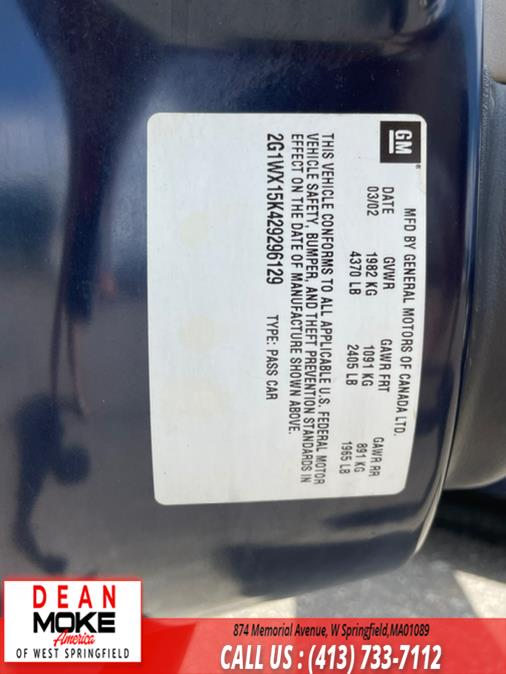 GM
MFD BY GENERAL MOTORS OF CANADA LTD.
DATE GVWR GAWR FRT GAWR RR
03/02 1982 KG 1091 KG 891 KG
4370 LB 2405 LB 1965 LB
THIS VEHICLE CONFORMS TO ALL APPLICABLE U.S. FEDERAL MOTOR
VEHICLE SAFETY, BUMPER, AND THEFT PREVENTION STANDARDS IN
EFFECT ON THE DATE OF MANUFACTURE SHOWN ABOVE.
2G1WX15K429296129 TYPE: PASS CAR
DEAN
MOKE
America
OF WEST SPRINGFIELD
874 Memorial Avenue, W Springfield,MA01089
CALL US : (413) 733-7112